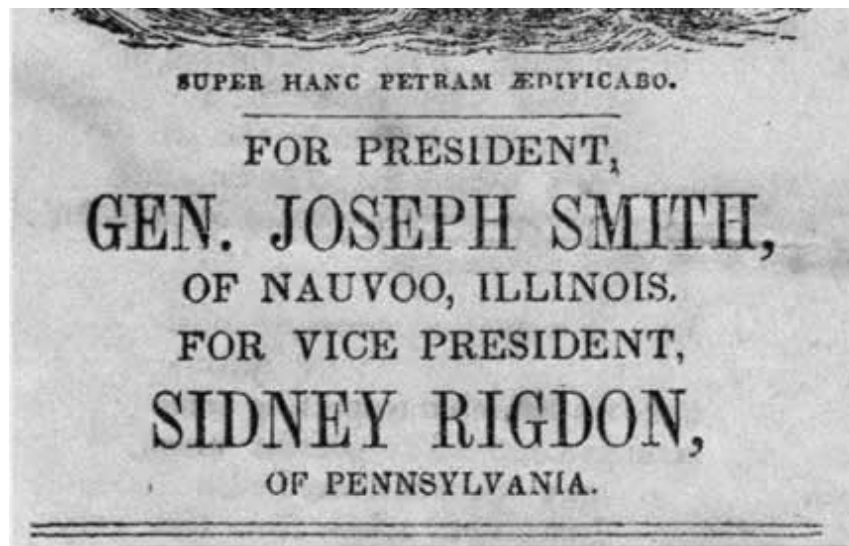 SUPER HANC PETRAM ÆDIFICABO.
FOR PRESIDENT,
GEN. JOSEPH SMITH,
OF NAUVOO, ILLINOIS.
FOR VICE PRESIDENT,
SIDNEY RIGDON,
OF PENNSYLVANIA.